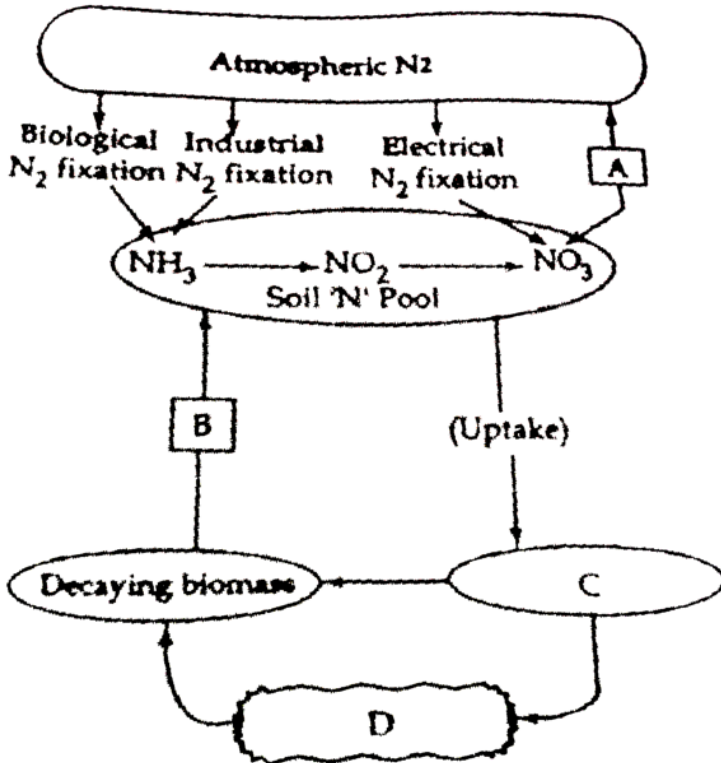 Atmospheric N2
Biological
N₂ fixation
Industrial
N₂ fixation
Electrical
N₂ fixation
A
NH₃
NO₂
NO₃
Soil 'N' Pool
B
(Uptake)
Decaying biomass
C
D